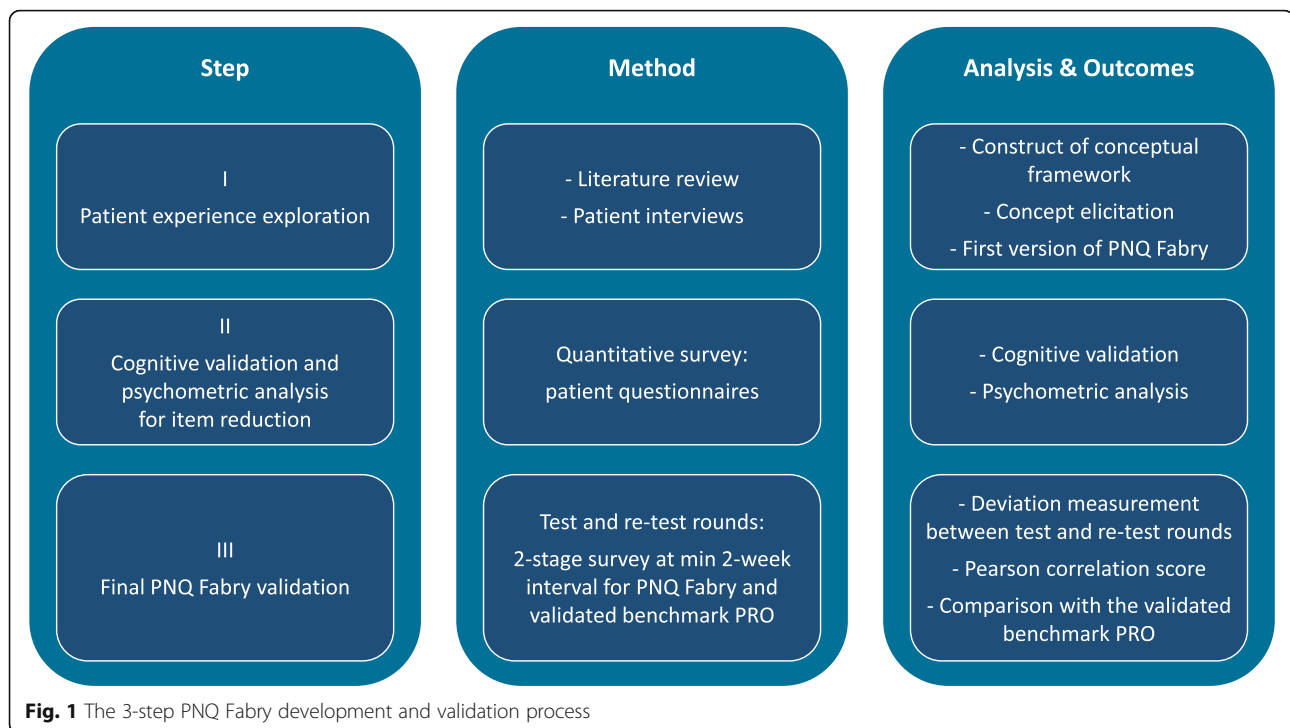 Step
Method
Analysis & Outcomes
I
Patient experience exploration
- Literature review
- Patient interviews
- Construct of conceptual
framework
- Concept elicitation
- First version of PNQ Fabry
II
Cognitive validation and
psychometric analysis
for item reduction
Quantitative survey:
patient questionnaires
- Cognitive validation
- Psychometric analysis
III
Final PNQ Fabry validation
Test and re-test rounds:
2-stage survey at min 2-week
interval for PNQ Fabry and
validated benchmark PRO
- Deviation measurement
between test and re-test rounds
- Pearson correlation score
- Comparison with the validated
benchmark PRO
Fig. 1 The 3-step PNQ Fabry development and validation process